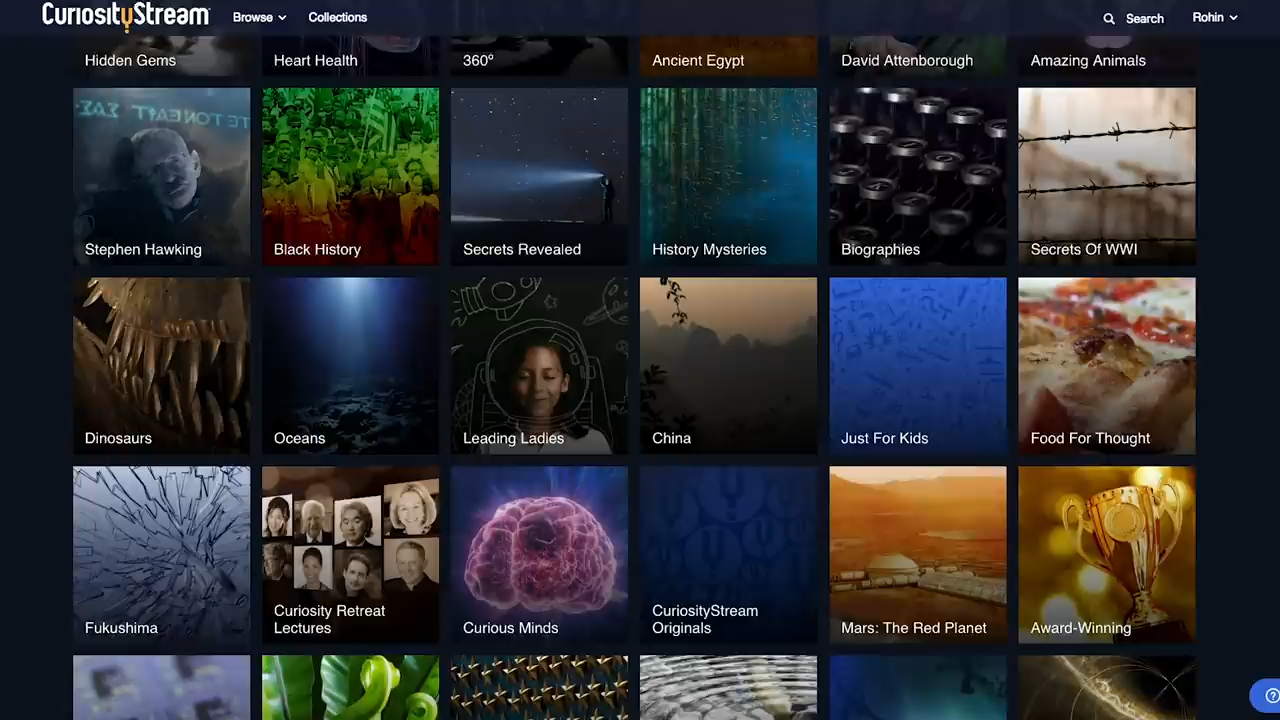 CuriosityStream
Browse
Collections
Search
Rohin
Hidden Gems
Heart Health
360°
Ancient Egypt
David Attenborough
Amazing Animals
Stephen Hawking
Black History
Secrets Revealed
History Mysteries
Biographies
Secrets Of WWI
Dinosaurs
Oceans
Leading Ladies
China
Just For Kids
Food For Thought
Fukushima
Curiosity Retreat
Lectures
Curious Minds
CuriosityStream
Originals
Mars: The Red Planet
Award-Winning